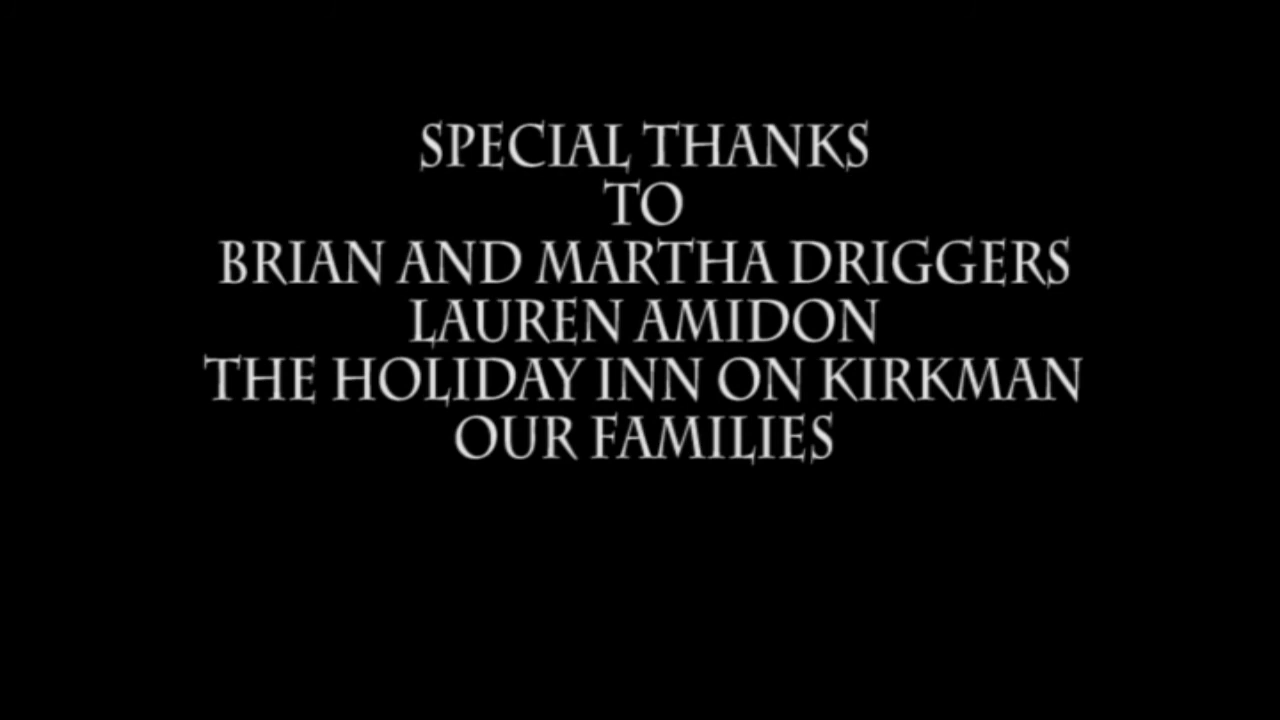 SPECIAL THANKS
TO
BRIAN AND MARTHA DRIGGERS
LAUREN AMIDON
THE HOLIDAY INN ON KIRKMAN
OUR FAMILIES